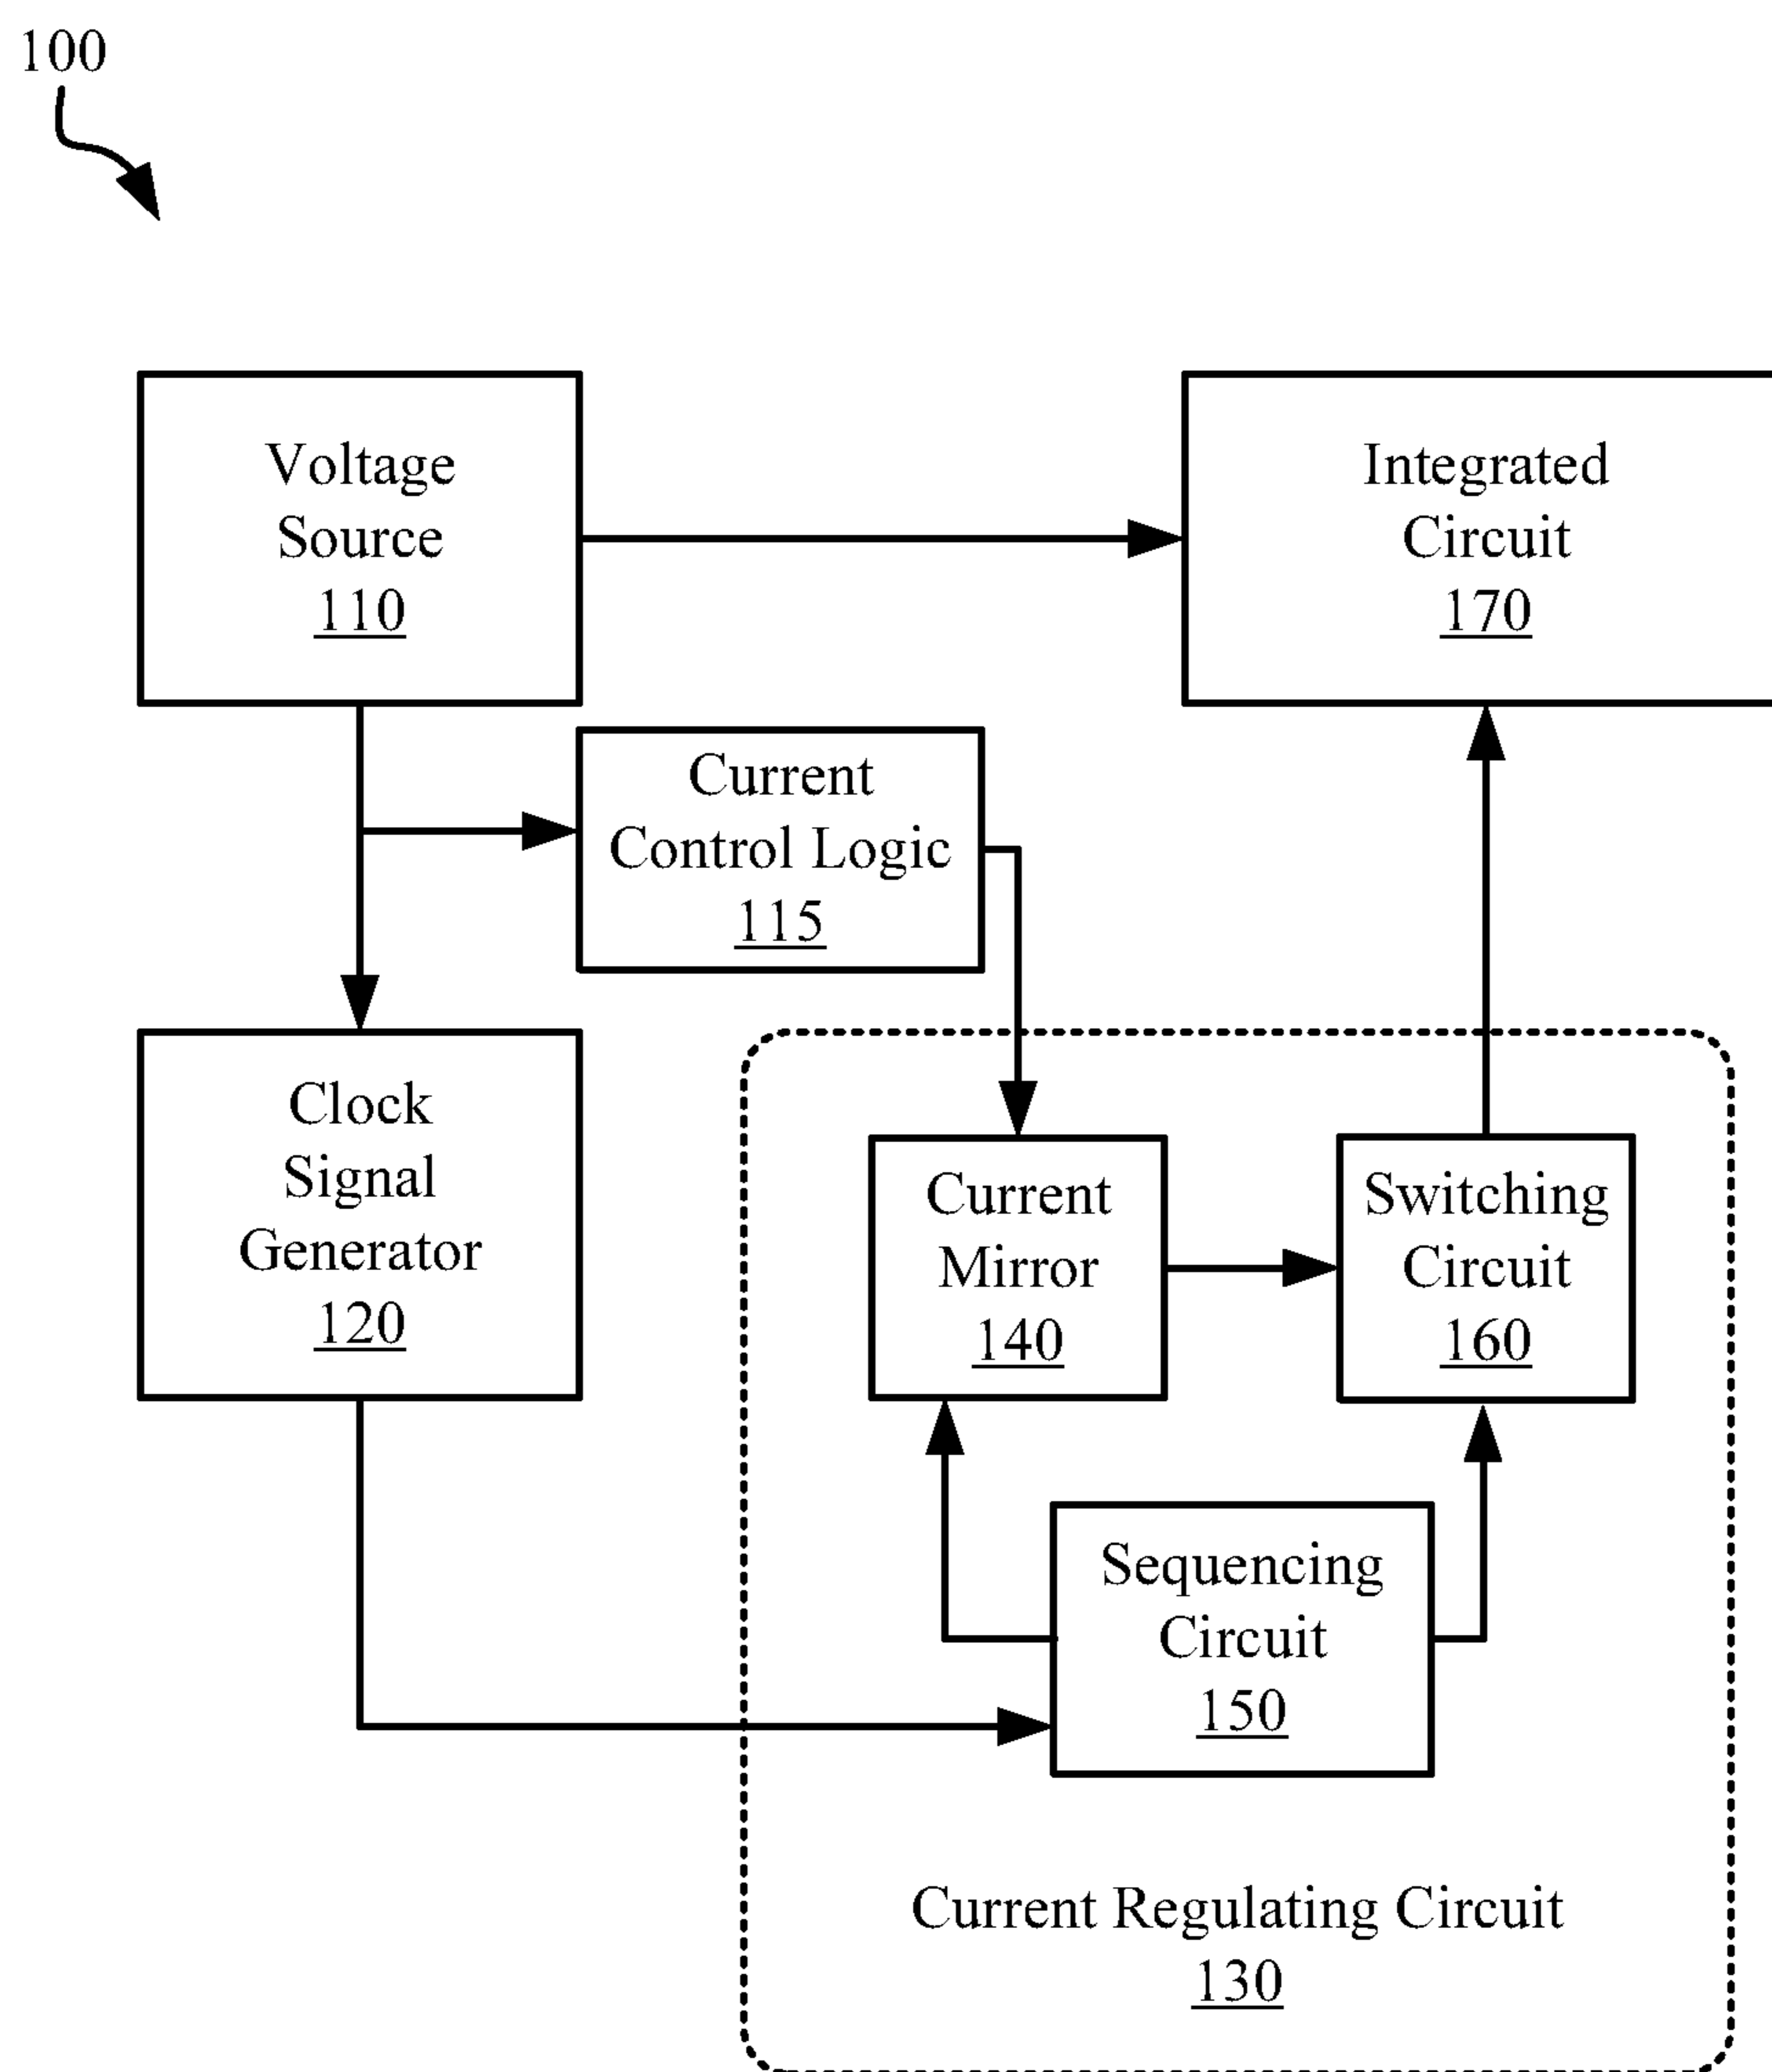 100
Voltage
Source
110
Integrated
Circuit
170
Current
Control Logic
115
Clock
Signal
Generator
120
Current
Mirror
140
Switching
Circuit
160
Sequencing
Circuit
150
Current Regulating Circuit
130